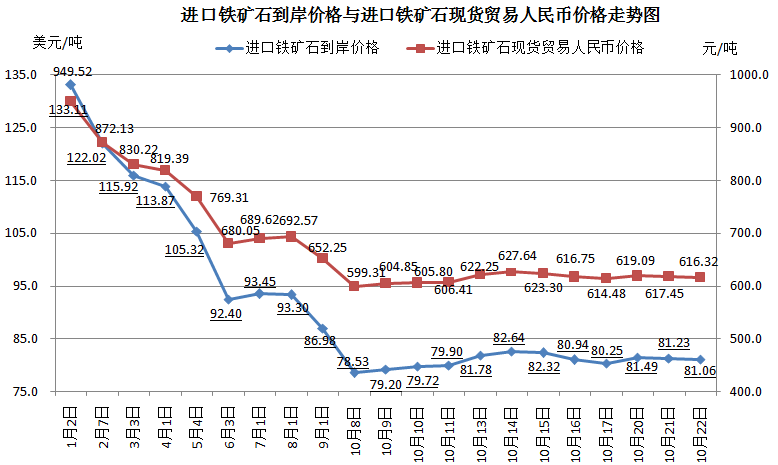 进口铁矿石到岸价格与进口铁矿石现货贸易人民币价格走势图
美元/吨
进口铁矿石到岸价格
进口铁矿石现货贸易人民币价格
元/吨
135.0
125.0
115.0
105.0
95.0
85.0
75.0
1000.0
900.0
800.0
700.0
600.0
500.0
400.0
949.52
872.13
830.22
819.39
769.31
680.05
689.62
692.57
652.25
599.31
604.85
605.80
606.41
622.25
627.64
623.30
616.75
614.48
619.09
617.45
616.32
133.11
122.02
115.92
113.87
105.32
92.40
93.45
93.30
86.98
78.53
79.20
79.72
79.90
81.78
82.64
82.32
80.94
80.25
81.49
81.23
81.06
1月2日
2月7日
3月3日
4月1日
5月4日
6月3日
7月1日
8月1日
9月1日
10月8日
10月9日
10月10日
10月11日
10月13日
10月14日
10月15日
10月16日
10月17日
10月20日
10月21日
10月22日